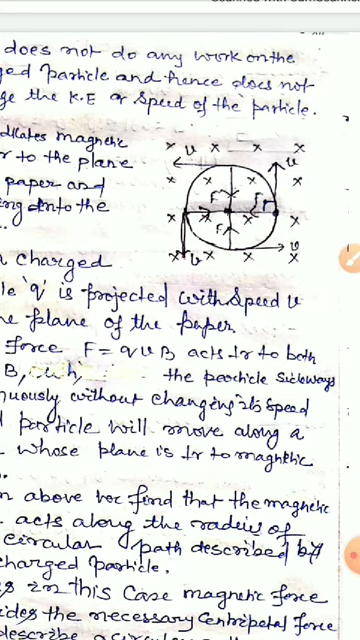 does not do any work on the
ged particle and hence does not
ge the K.E or speed of the particle.
dicates magnetic
r to the plane
paper and
ing into the
x v x x x
v
x x x x
F F
x x F x
F
x v x x x v
charged
le 'q' is projected with speed v
he plane of the paper
force F = qvB acts ⊥r to both
B, the particle sideways
nuously without changing its speed
d particle will move along a
whose plane is ⊥r to magnetic
n above we find that the magnetic
acts along the radius of
circular path described by
charged particle.
s in this case magnetic force
ides the necessary centripetal force
describe a circular